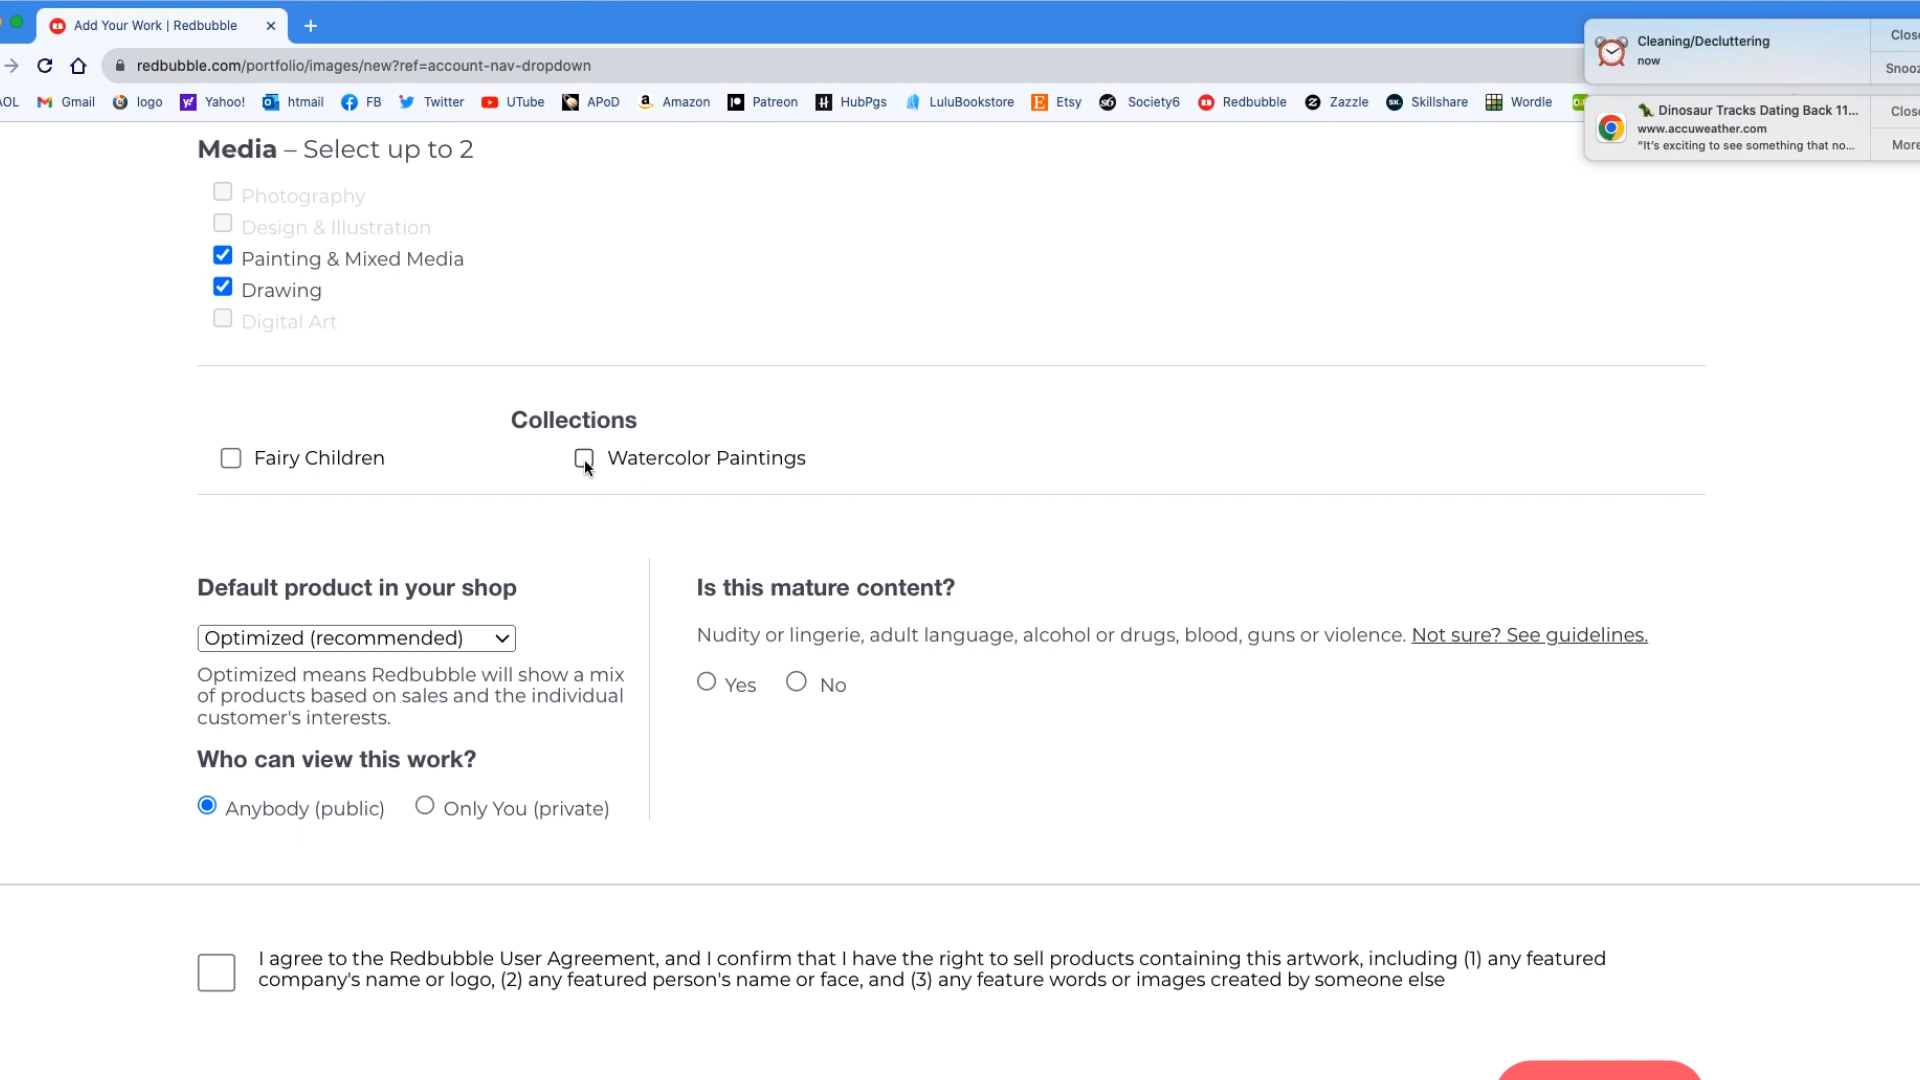 Add Your Work | Redbubble
redbubble.com/portfolio/images/new?ref=account-nav-dropdown
Cleaning/Decluttering
now
Close
Snooz
AOL Gmail logo Yahoo! htmail FB Twitter UTube APoD Amazon Patreon HubPgs LuluBookstore Etsy Society6 Redbubble Zazzle Skillshare Wordle
🦖 Dinosaur Tracks Dating Back 11...
www.accuweather.com
"It's exciting to see something that no...
Close
More
Media – Select up to 2
Photography
Design & Illustration
Painting & Mixed Media
Drawing
Digital Art
Collections
Fairy Children
Watercolor Paintings
Default product in your shop
Optimized (recommended)
Optimized means Redbubble will show a mix
of products based on sales and the individual
customer's interests.
Who can view this work?
Anybody (public) Only You (private)
Is this mature content?
Nudity or lingerie, adult language, alcohol or drugs, blood, guns or violence. Not sure? See guidelines.
Yes No
I agree to the Redbubble User Agreement, and I confirm that I have the right to sell products containing this artwork, including (1) any featured
company's name or logo, (2) any featured person's name or face, and (3) any feature words or images created by someone else